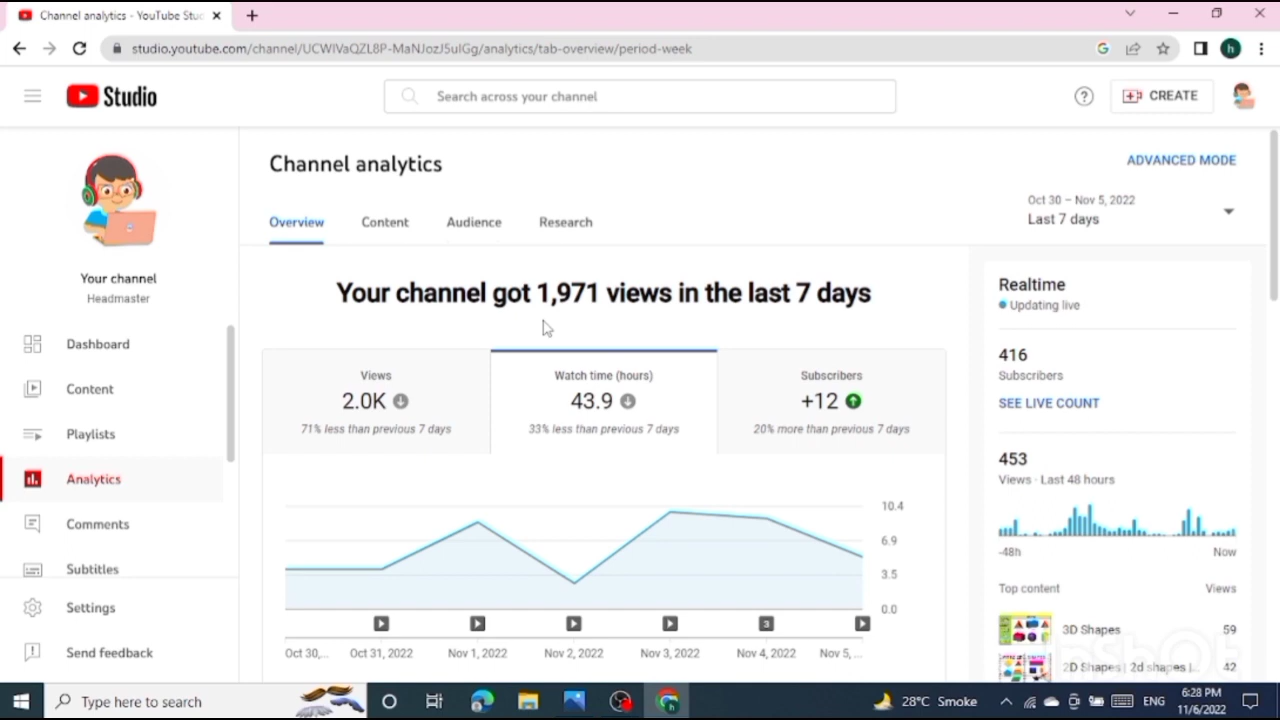 Channel analytics - YouTube Stud
studio.youtube.com/channel/UCWIVaQZL8P-MaNJozJ5ulGg/analytics/tab-overview/period-week
G
h
Studio
Search across your channel
CREATE
Your channel
Headmaster
Dashboard
Content
Playlists
Analytics
Comments
Subtitles
Settings
Send feedback
Channel analytics
ADVANCED MODE
Oct 30 – Nov 5, 2022
Last 7 days
Overview
Content
Audience
Research
Your channel got 1,971 views in the last 7 days
Views
2.0K
71% less than previous 7 days
Watch time (hours)
43.9
33% less than previous 7 days
Subscribers
+12
20% more than previous 7 days
10.4
6.9
3.5
0.0
3
Oct 30,... Oct 31, 2022 Nov 1, 2022 Nov 2, 2022 Nov 3, 2022 Nov 4, 2022 Nov 5, ...
Realtime
Updating live
416
Subscribers
SEE LIVE COUNT
453
Views · Last 48 hours
-48h Now
Top content Views
3D Shapes 59
2D Shapes | 2d shapes |... 42
Type here to search
28°C Smoke
ENG
6:28 PM
11/6/2022